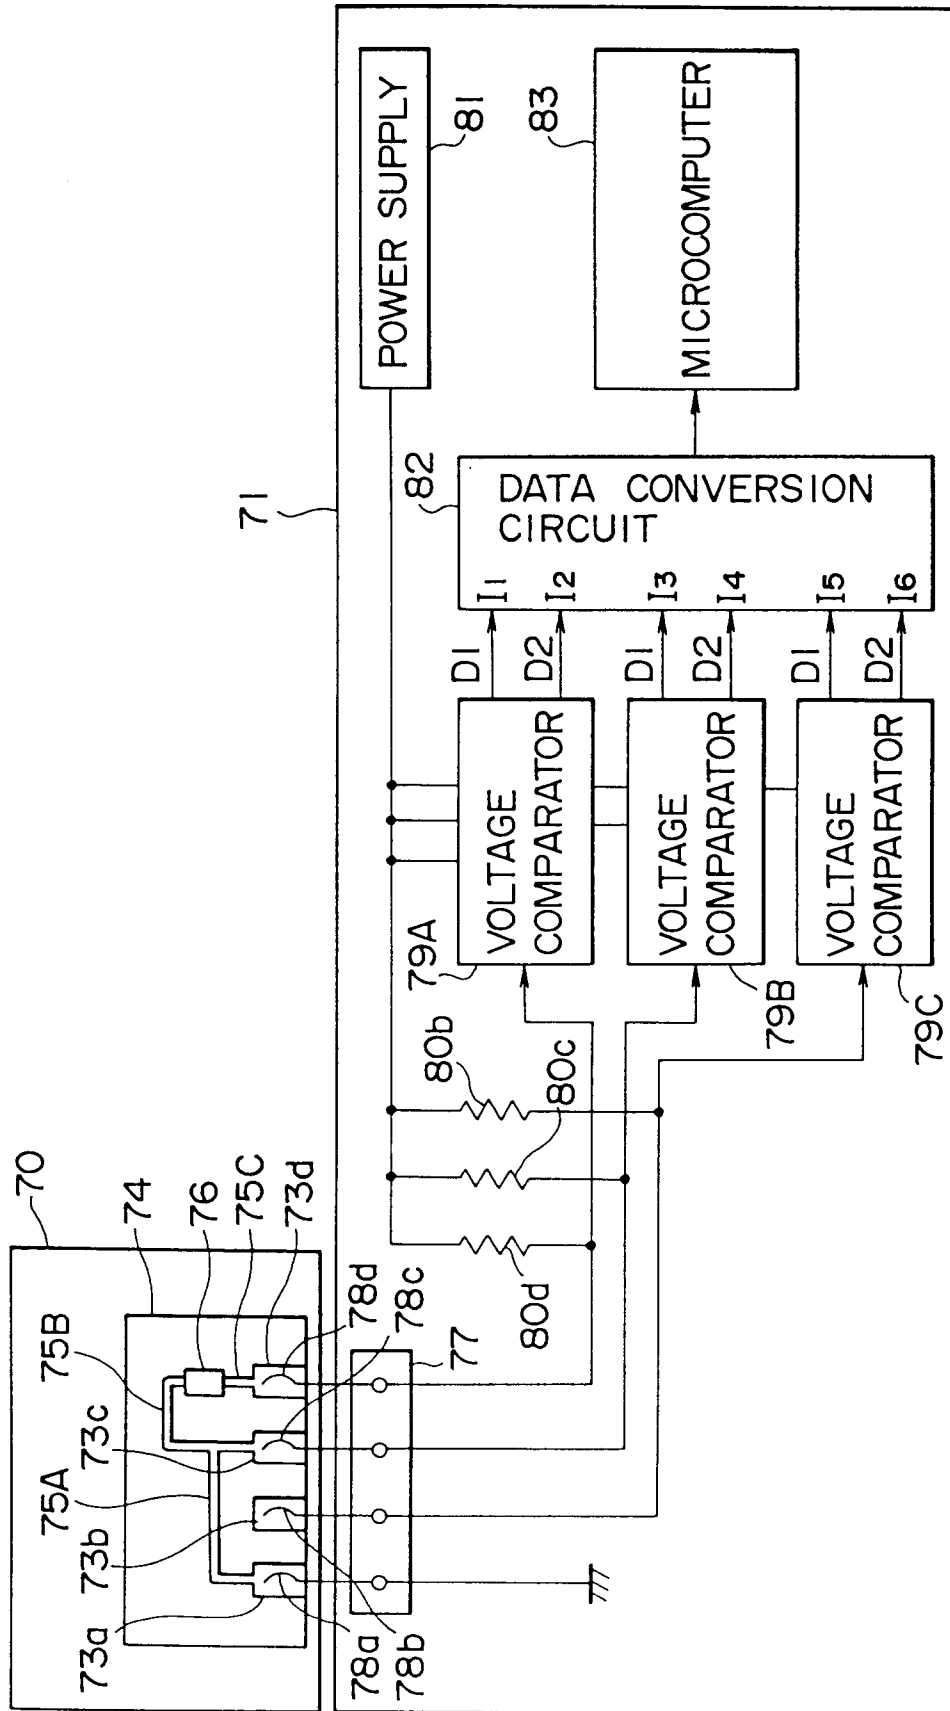 70
74
76
75C
73d
75B
73c
75A
73b
73a
78a
78b
78d
78c
77
71
POWER SUPPLY
81
80b
80c
80d
79A
VOLTAGE
COMPARATOR
79B
VOLTAGE
COMPARATOR
79C
VOLTAGE
COMPARATOR
D1
D2
D1
D2
D1
D2
82
DATA CONVERSION
CIRCUIT
I1
I2
I3
I4
I5
I6
83
MICROCOMPUTER